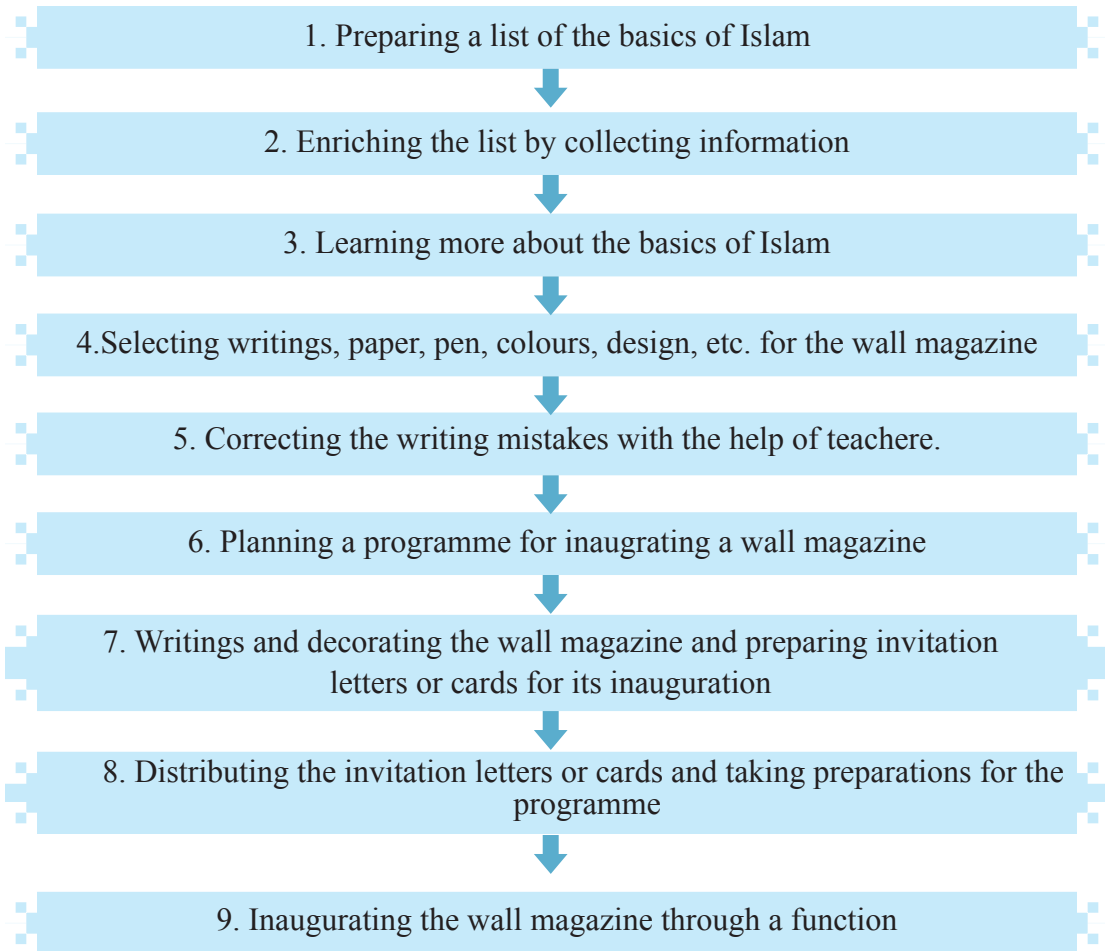 1. Preparing a list of the basics of Islam
2. Enriching the list by collecting information
3. Learning more about the basics of Islam
4.Selecting writings, paper, pen, colours, design, etc. for the wall magazine
5. Correcting the writing mistakes with the help of teachere.
6. Planning a programme for inaugrating a wall magazine
7. Writings and decorating the wall magazine and preparing invitation
letters or cards for its inauguration
8. Distributing the invitation letters or cards and taking preparations for the
programme
9. Inaugurating the wall magazine through a function